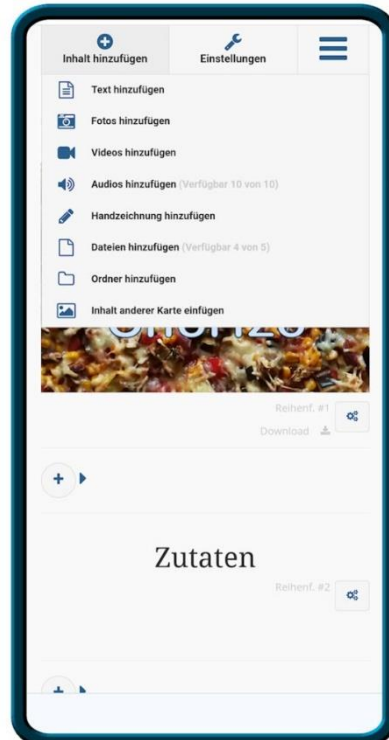 Inhalt hinzufügen
Einstellungen
Text hinzufügen
Fotos hinzufügen
Videos hinzufügen
Audios hinzufügen (Verfügbar 10 von 10)
Handzeichnung hinzufügen
Dateien hinzufügen (Verfügbar 4 von 5)
Ordner hinzufügen
Inhalt anderer Karte einfügen
Chorizo
Reihenf. #1
Download
Zutaten
Reihenf. #2